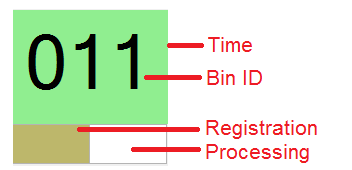 011
Time
Bin ID
Registration
Processing